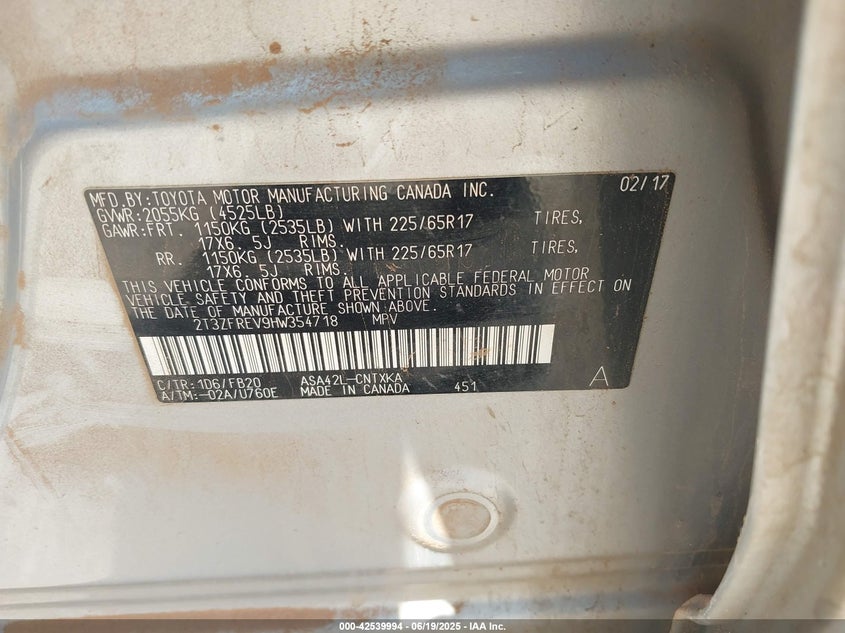 MFD.BY:TOYOTA MOTOR MANUFACTURING CANADA INC. 02/17
GVWR:2055KG (4525LB)
GAWR:FRT. 1150KG (2535LB) WITH 225/65R17 TIRES,
17X6. 5J RIMS.
RR. 1150KG (2535LB) WITH 225/65R17 TIRES,
17X6. 5J RIMS.
THIS VEHICLE CONFORMS TO ALL APPLICABLE FEDERAL MOTOR
VEHICLE SAFETY AND THEFT PREVENTION STANDARDS IN EFFECT ON
THE DATE OF MANUFACTURE SHOWN ABOVE.
2T3ZFREV9HW354718 MPV
C/TR:1D6/FB20 ASA42L-CNTXKA
A/TM:-02A/U760E MADE IN CANADA 451 A
000-42539994 - 06/19/2025 - IAA Inc.